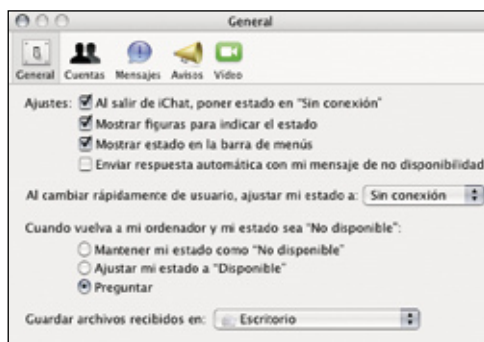 General
General Cuentas Mensajes Avisos Vídeo
Ajustes: Al salir de iChat, poner estado en "Sin conexión"
Mostrar figuras para indicar el estado
Mostrar estado en la barra de menús
Enviar respuesta automática con mi mensaje de no disponibilidad
Al cambiar rápidamente de usuario, ajustar mi estado a: Sin conexión
Cuando vuelva a mi ordenador y mi estado sea "No disponible":
Mantener mi estado como "No disponible"
Ajustar mi estado a "Disponible"
Preguntar
Guardar archivos recibidos en: Escritorio